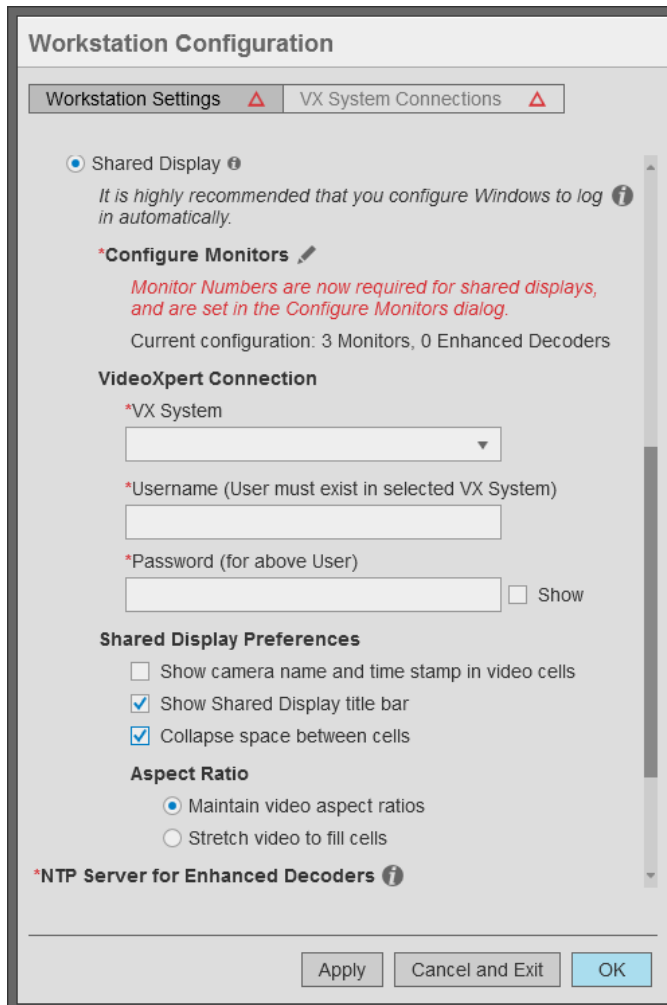 Workstation Configuration
Workstation Settings
VX System Connections
Shared Display
It is highly recommended that you configure Windows to log
in automatically.
*Configure Monitors
Monitor Numbers are now required for shared displays,
and are set in the Configure Monitors dialog.
Current configuration: 3 Monitors, 0 Enhanced Decoders
VideoXpert Connection
*VX System
*Username (User must exist in selected VX System)
*Password (for above User)
Show
Shared Display Preferences
Show camera name and time stamp in video cells
Show Shared Display title bar
Collapse space between cells
Aspect Ratio
Maintain video aspect ratios
Stretch video to fill cells
*NTP Server for Enhanced Decoders
Apply
Cancel and Exit
OK